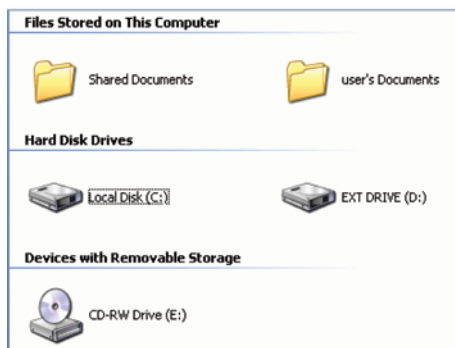 Files Stored on This Computer
Shared Documents
user's Documents
Hard Disk Drives
Local Disk (C:)
EXT DRIVE (D:)
Devices with Removable Storage
CD-RW Drive (E:)